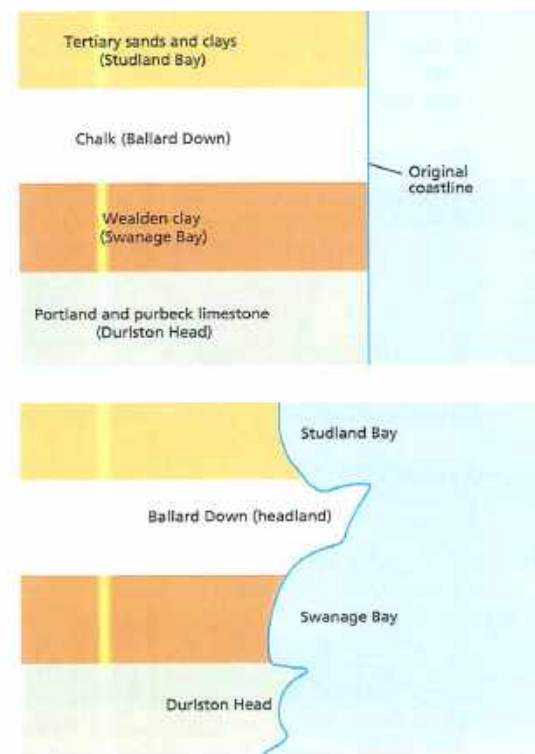 Tertiary sands and clays
(Studland Bay)
Chalk (Ballard Down)
Original
coastline
Wealden clay
(Swanage Bay)
Portland and purbeck limestone
(Durlston Head)
Studland Bay
Ballard Down (headland)
Swanage Bay
Durlston Head